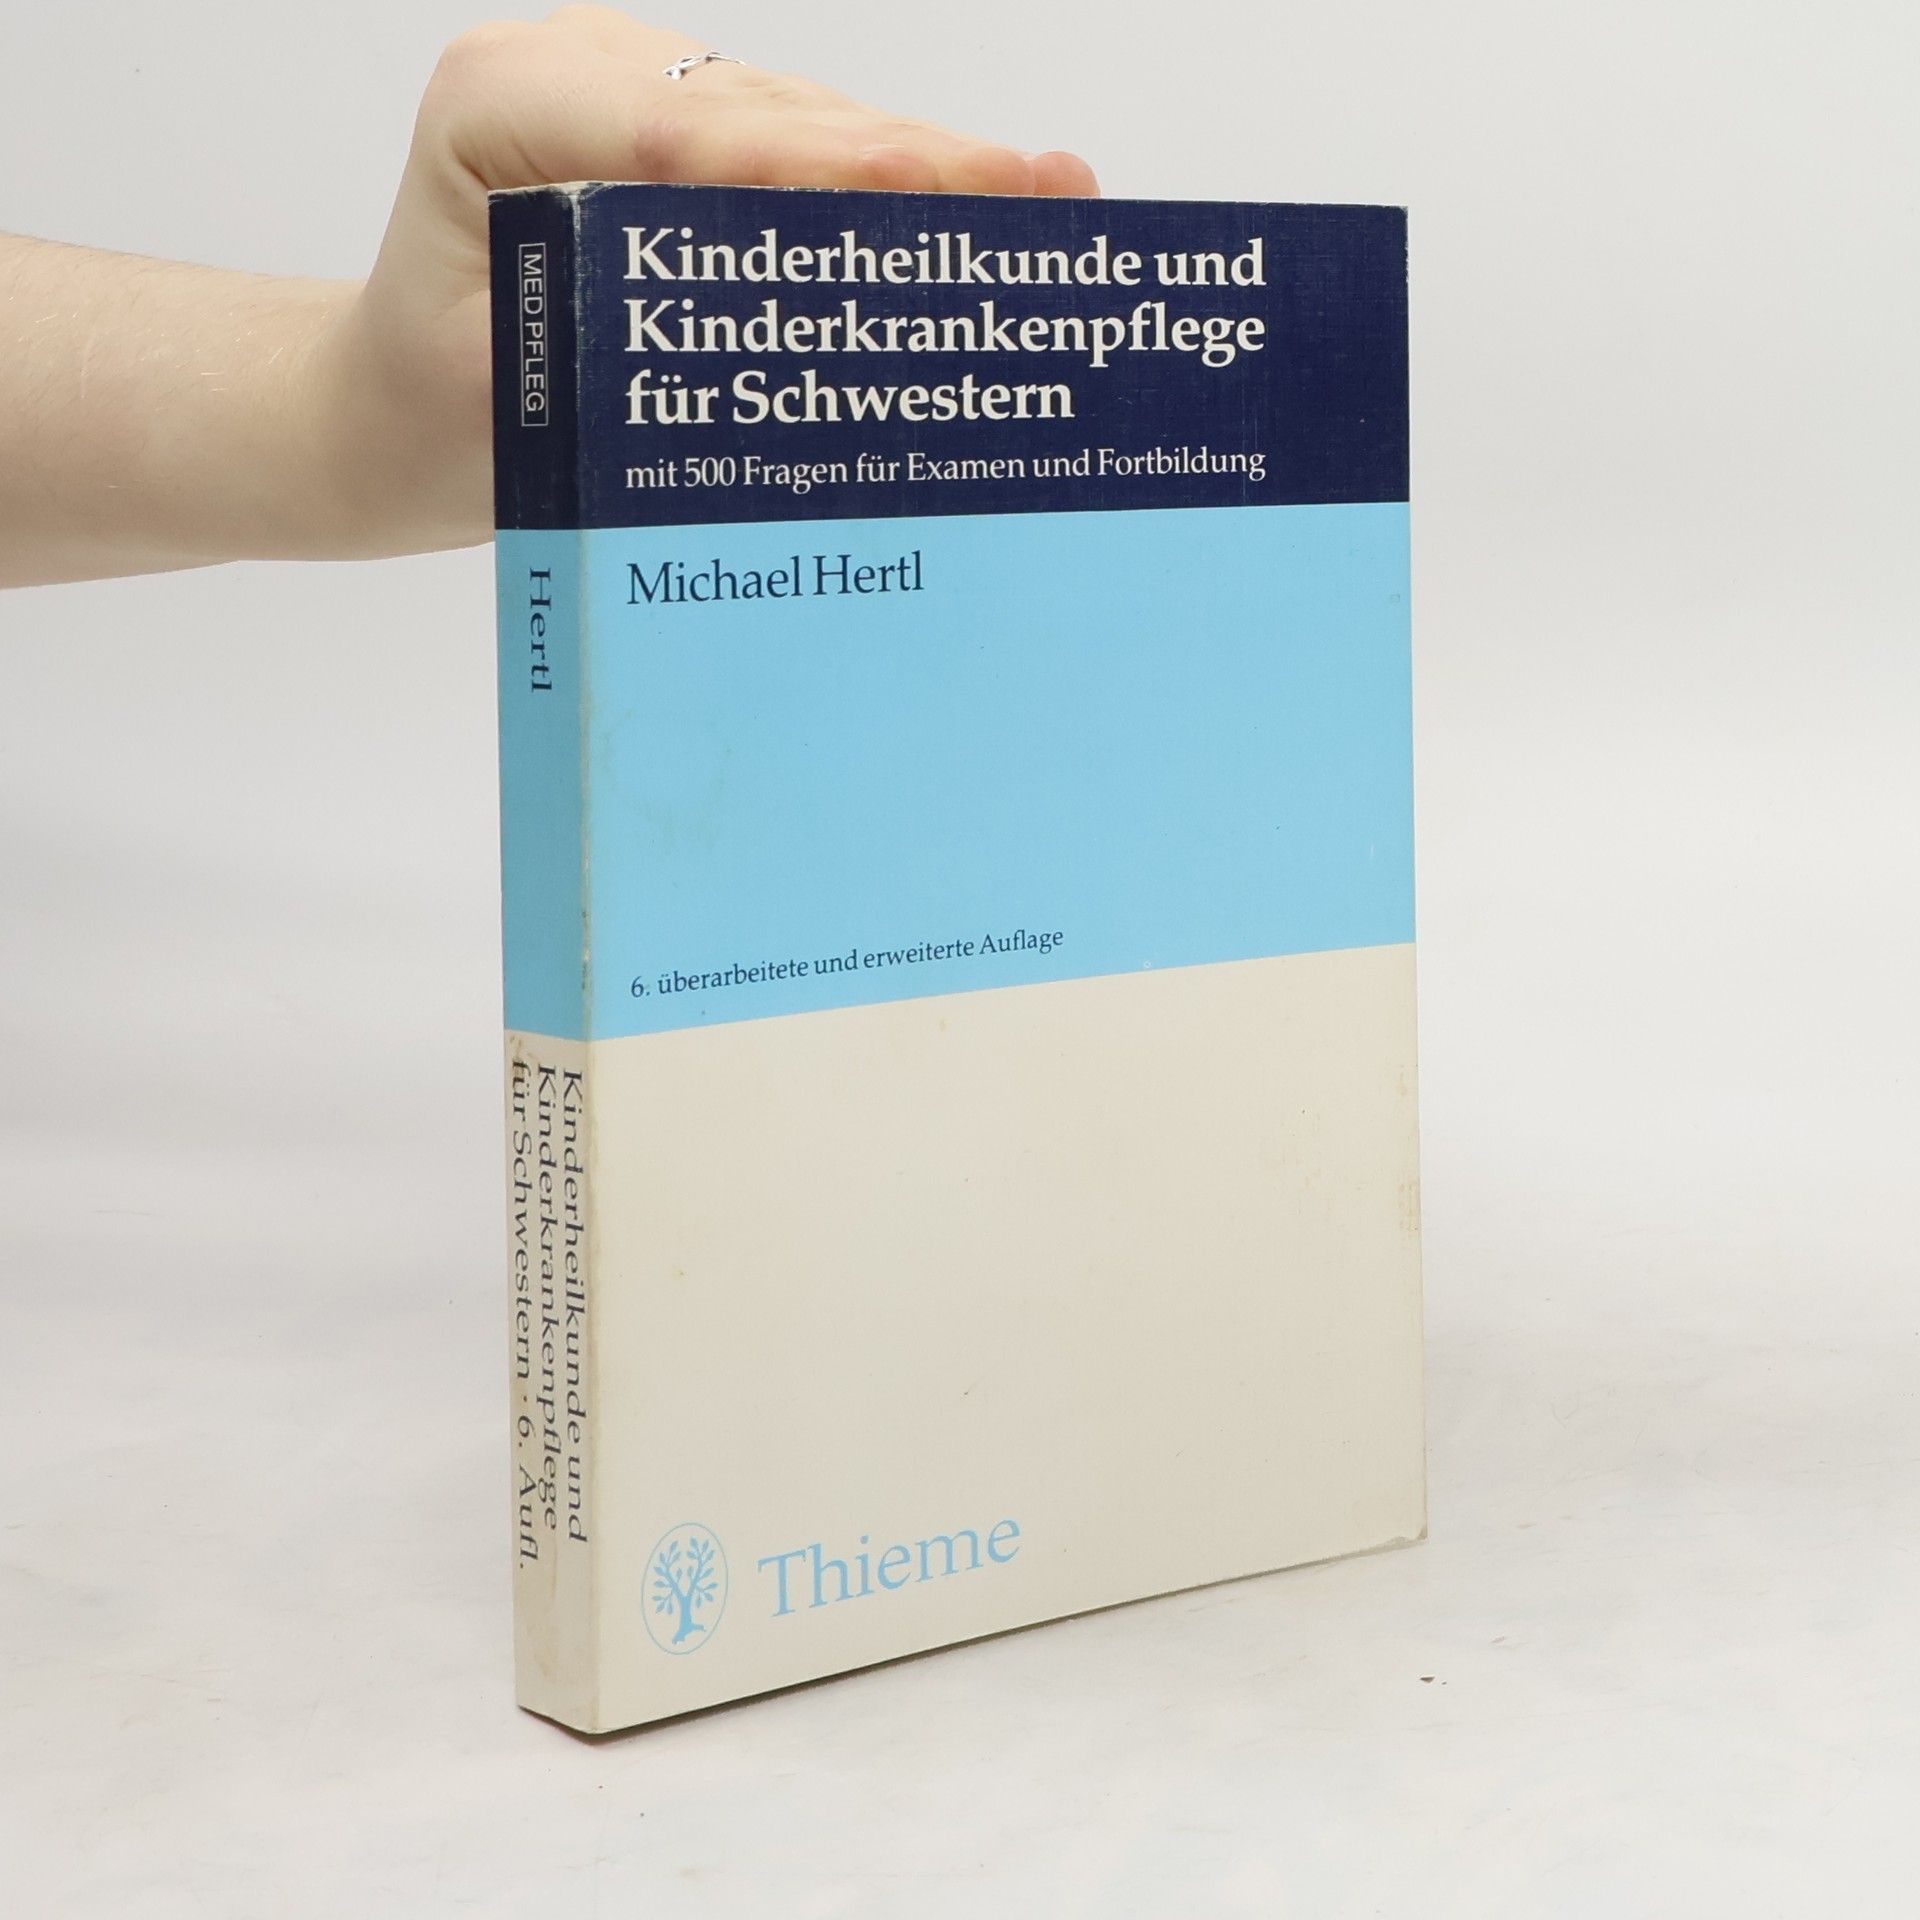 Kinderheilkunde und
Kinderkrankenpflege
für Schwestern
mit 500 Fragen für Examen und Fortbildung
Michael Hertl
6. überarbeitete und erweiterte Auflage
Thieme
MED PFLEG
Hertl
Kinderheilkunde und
Kinderkrankenpflege
für Schwestern · 6. Aufl.